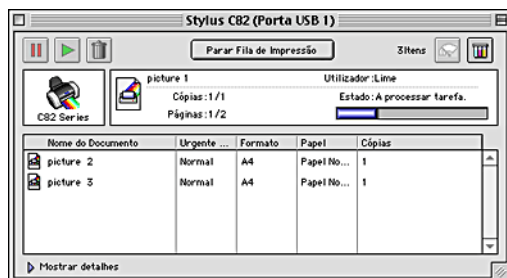 Stylus C82 (Porta USB 1)
Parar Fila de Impressão
3Itens
C82 Series
picture 1
Utilizador :Lime
Cópias :1/1
Estado :A processar tarefa.
Páginas :1/2
Nome do Documento Urgente ... Formato Papel Cópias
picture 2 Normal A4 Papel No... 1
picture 3 Normal A4 Papel No... 1
Mostrar detalhes